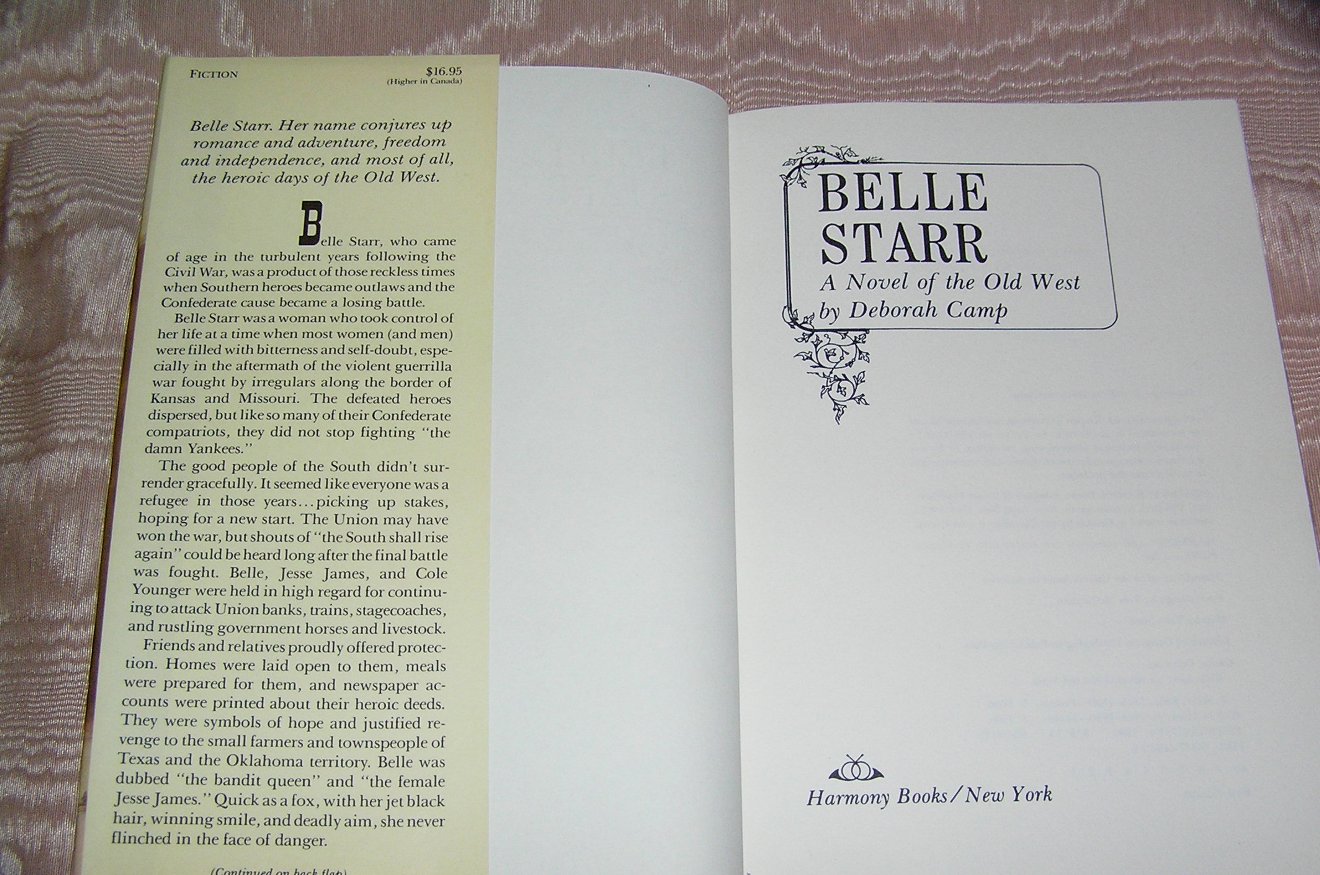 FICTION
$16.95
(Higher in Canada)
Belle Starr. Her name conjures up
romance and adventure, freedom
and independence, and most of all,
the heroic days of the Old West.
Belle Starr, who came
of age in the turbulent years following the
Civil War, was a product of those reckless times
when Southern heroes became outlaws and the
Confederate cause became a losing battle.
Belle Starr was a woman who took control of
her life at a time when most women (and men)
were filled with bitterness and self-doubt, espe-
cially in the aftermath of the violent guerrilla
war fought by irregulars along the border of
Kansas and Missouri. The defeated heroes
dispersed, but like so many of their Confederate
compatriots, they did not stop fighting "the
damn Yankees."
The good people of the South didn't sur-
render gracefully. It seemed like everyone was a
refugee in those years...picking up stakes,
hoping for a new start. The Union may have
won the war, but shouts of "the South shall rise
again" could be heard long after the final battle
was fought. Belle, Jesse James, and Cole
Younger were held in high regard for continu-
ing to attack Union banks, trains, stagecoaches,
and rustling government horses and livestock.
Friends and relatives proudly offered protec-
tion. Homes were laid open to them, meals
were prepared for them, and newspaper ac-
counts were printed about their heroic deeds.
They were symbols of hope and justified re-
venge to the small farmers and townspeople of
Texas and the Oklahoma territory. Belle was
dubbed "the bandit queen" and "the female
Jesse James." Quick as a fox, with her jet black
hair, winning smile, and deadly aim, she never
flinched in the face of danger.
(Continued on back flap)
BELLE
STARR
A Novel of the Old West
by Deborah Camp
Harmony Books/New York